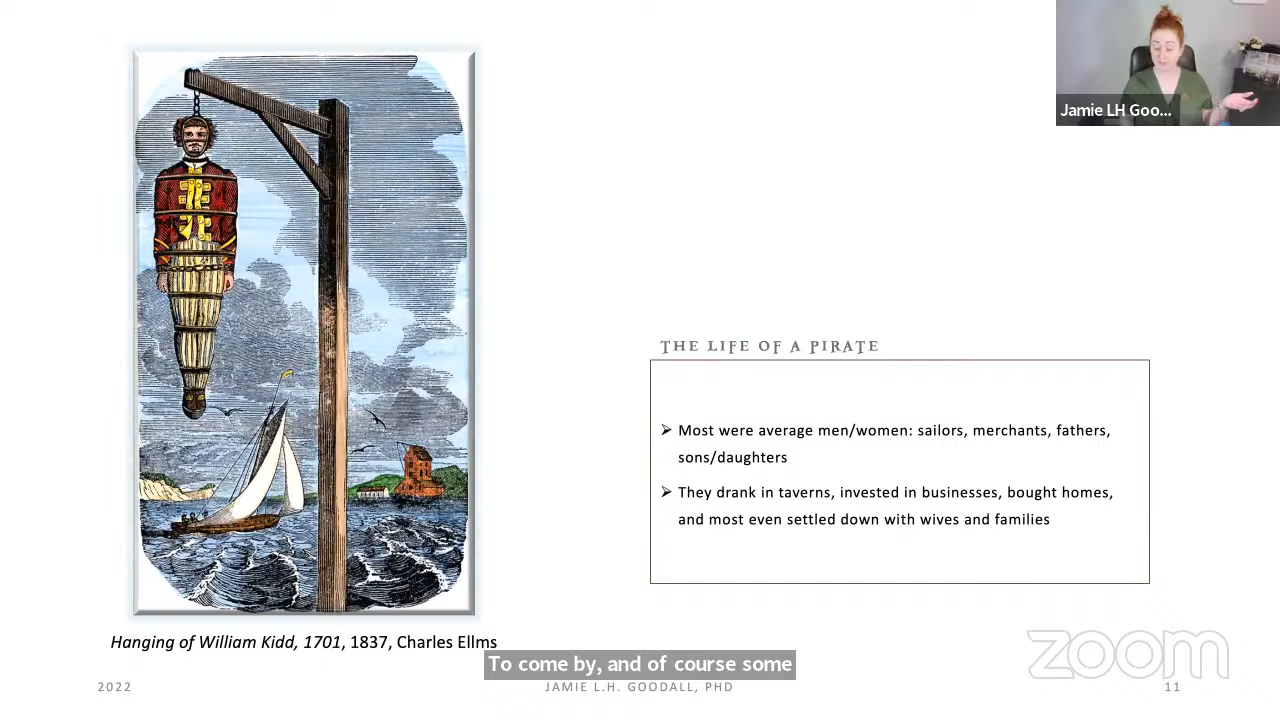 Jamie LH Goo...
THE LIFE OF A PIRATE
➢ Most were average men/women: sailors, merchants, fathers,
sons/daughters
➢ They drank in taverns, invested in businesses, bought homes,
and most even settled down with wives and families
Hanging of William Kidd, 1701, 1837, Charles Ellms
To come by, and of course some
2022
JAMIE L.H. GOODALL, PHD
11
zoom